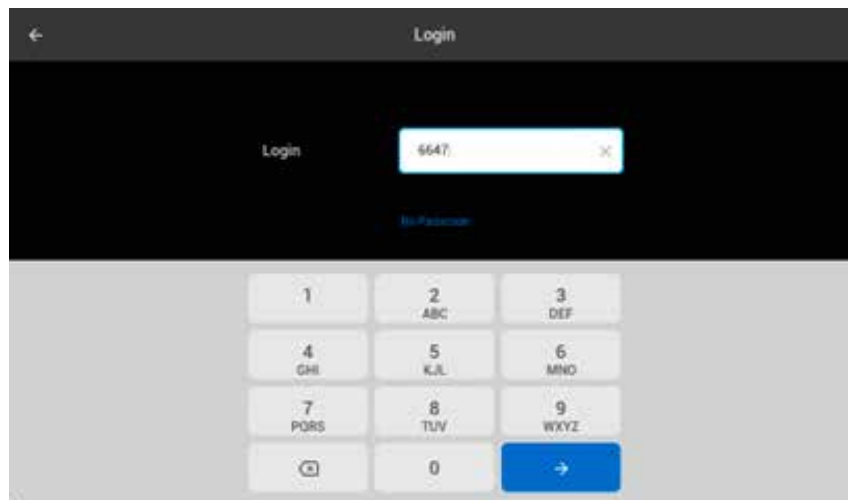 Login
Login
6647
1
2
3
ABC
DEF
4
5
6
GHI
KJL
MNO
7
8
9
PQRS
TUV
WXYZ
0